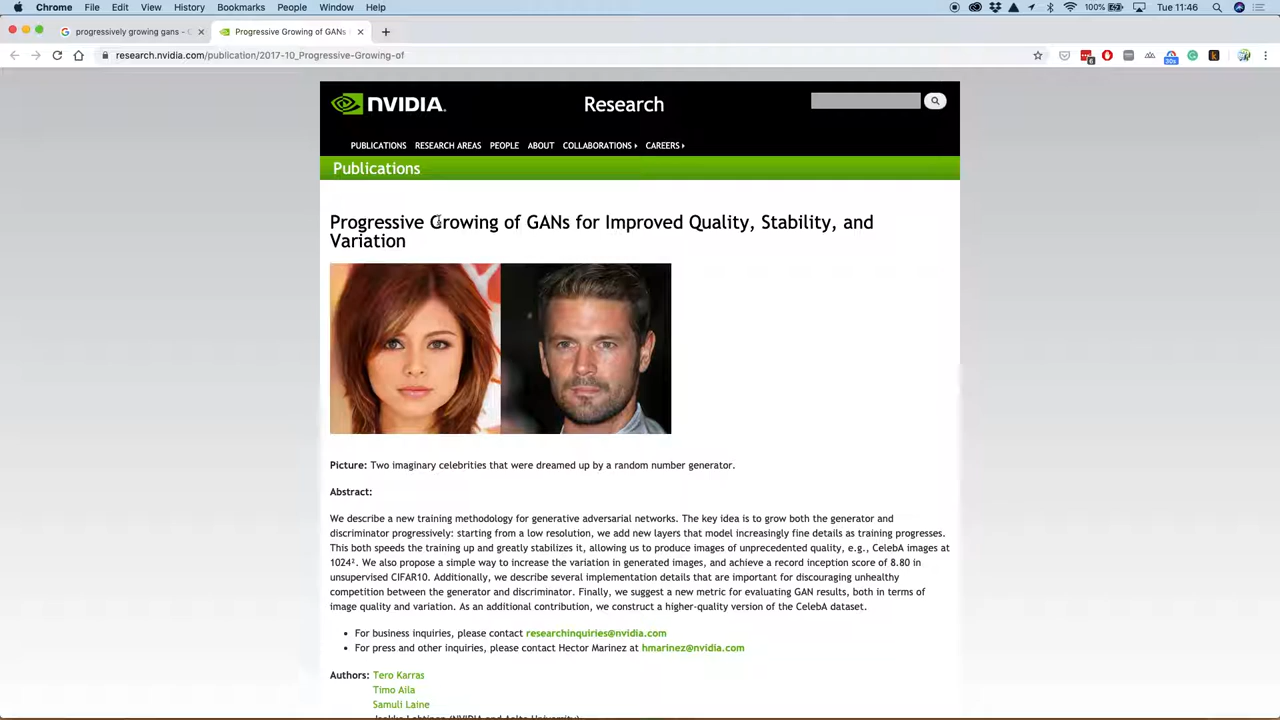 Chrome File Edit View History Bookmarks People Window Help 100% Tue 11:46
progressively growing gans - G Progressive Growing of GANs
research.nvidia.com/publication/2017-10_Progressive-Growing-of
NVIDIA. Research
PUBLICATIONS RESEARCH AREAS PEOPLE ABOUT COLLABORATIONS CAREERS
Publications
Progressive Growing of GANs for Improved Quality, Stability, and
Variation
Picture: Two imaginary celebrities that were dreamed up by a random number generator.
Abstract:
We describe a new training methodology for generative adversarial networks. The key idea is to grow both the generator and
discriminator progressively: starting from a low resolution, we add new layers that model increasingly fine details as training progresses.
This both speeds the training up and greatly stabilizes it, allowing us to produce images of unprecedented quality, e.g., CelebA images at
1024². We also propose a simple way to increase the variation in generated images, and achieve a record inception score of 8.80 in
unsupervised CIFAR10. Additionally, we describe several implementation details that are important for discouraging unhealthy
competition between the generator and discriminator. Finally, we suggest a new metric for evaluating GAN results, both in terms of
image quality and variation. As an additional contribution, we construct a higher-quality version of the CelebA dataset.
• For business inquiries, please contact researchinquiries@nvidia.com
• For press and other inquiries, please contact Hector Marinez at hmarinez@nvidia.com
Authors: Tero Karras
Timo Aila
Samuli Laine